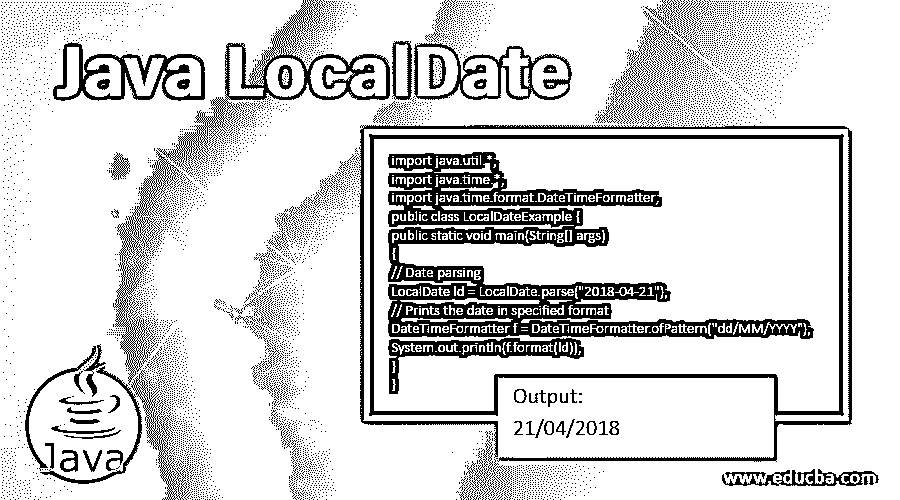 Java LocalDate
import java.util.*;
import java.time.*;
import java.time.format.DateTimeFormatter;
public class LocalDateExample {
public static void main(String[] args)
{
// Date parsing
LocalDate ld = LocalDate.parse("2018-04-21");
// Prints the date in specified format
DateTimeFormatter f = DateTimeFormatter.ofPattern("dd/MM/YYYY");
System.out.println(f.format(ld));
}
}
Output:
21/04/2018
Java
www.educba.com